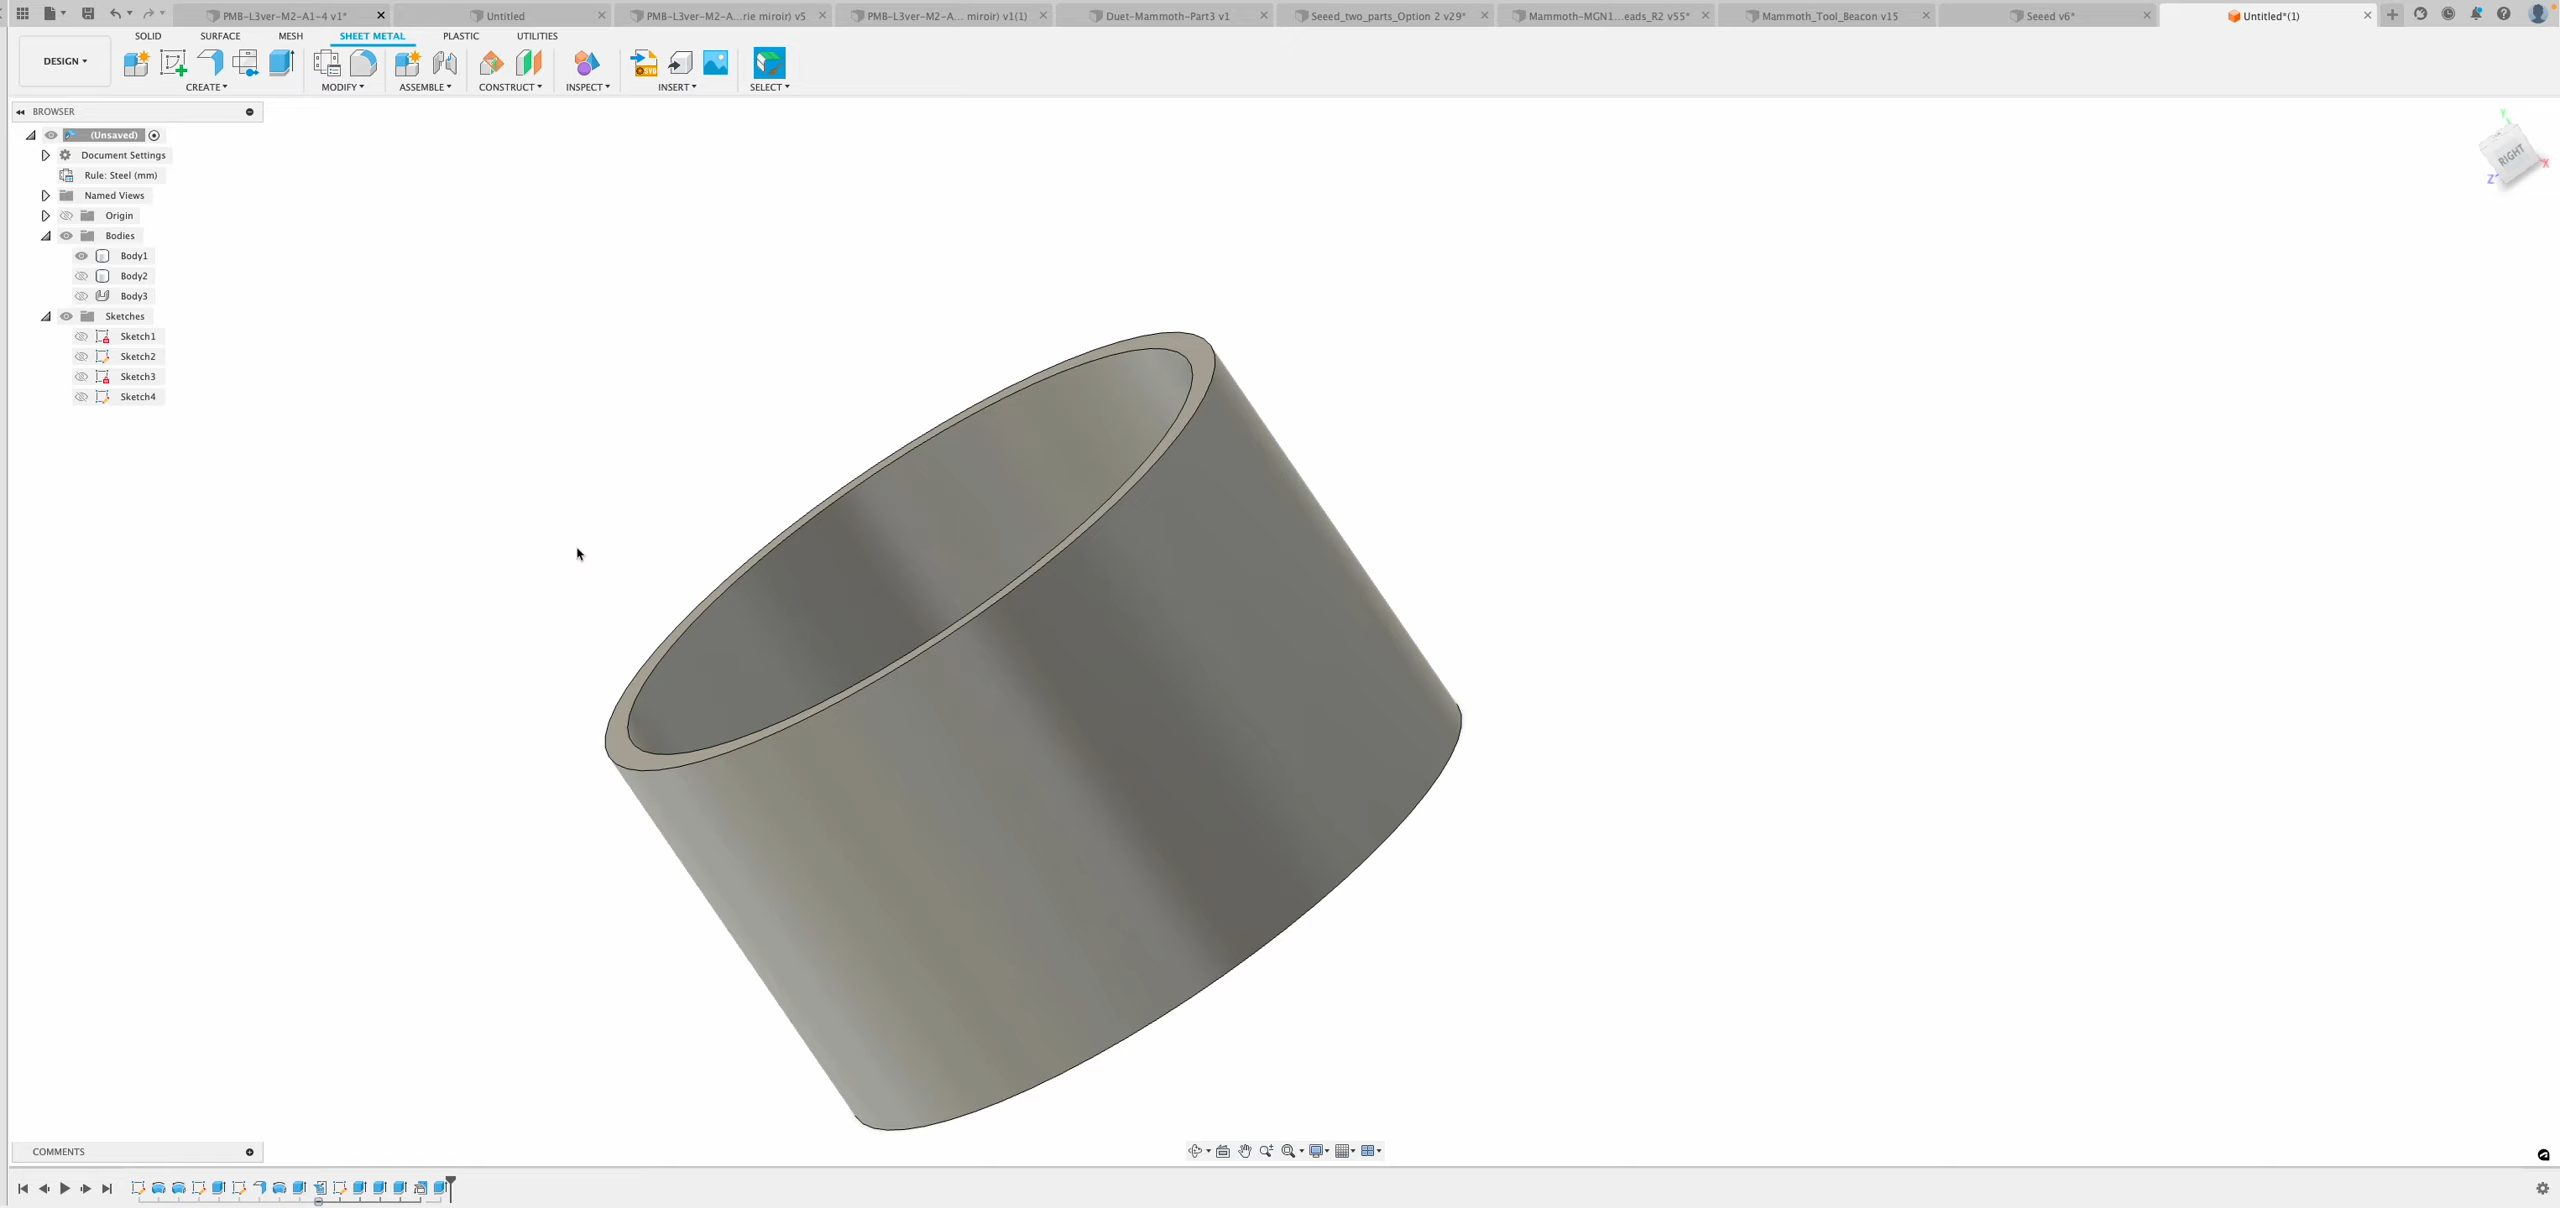 PMB-L3ver-M2-A1-4 v1*
Untitled
PMB-L3ver-M2-A...rie miroir) v5
PMB-L3ver-M2-A... miroir) v1(1)
Duet-Mammoth-Part3 v1
Seeed_two_parts_Option 2 v29*
Mammoth-MGN1...eads_R2 v55*
Mammoth_Tool_Beacon v15
Seeed v6*
Untitled*(1)
SOLID
SURFACE
MESH
SHEET METAL
PLASTIC
UTILITIES
DESIGN
CREATE
MODIFY
ASSEMBLE
CONSTRUCT
INSPECT
INSERT
SELECT
BROWSER
(Unsaved)
Document Settings
Rule: Steel (mm)
Named Views
Origin
Bodies
Body1
Body2
Body3
Sketches
Sketch1
Sketch2
Sketch3
Sketch4
Y
RIGHT
X
Z
COMMENTS